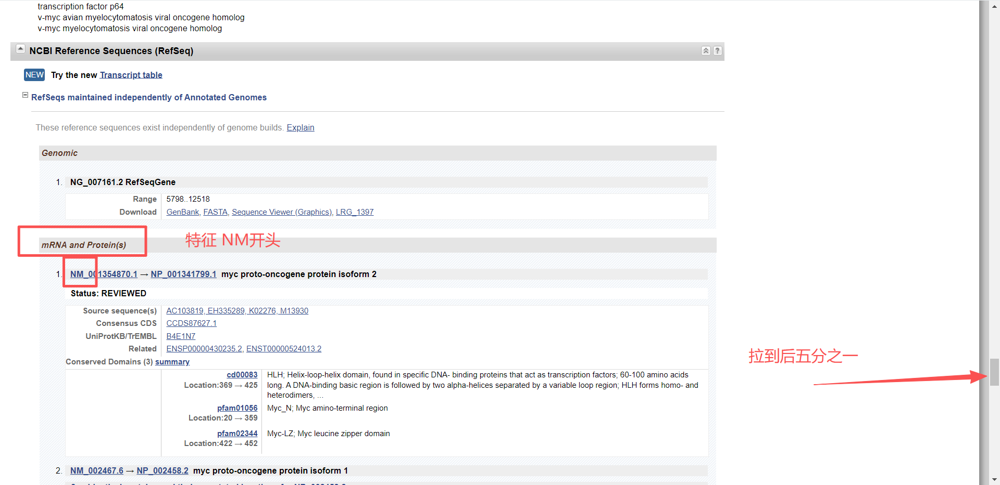 transcription factor p64
v-myc avian myelocytomatosis viral oncogene homolog
v-myc myelocytomatosis viral oncogene homolog
NCBI Reference Sequences (RefSeq)
?
NEW Try the new Transcript table
RefSeqs maintained independently of Annotated Genomes
These reference sequences exist independently of genome builds. Explain
Genomic
1. NG_007161.2 RefSeqGene
Range 5798..12518
Download GenBank, FASTA, Sequence Viewer (Graphics), LRG_1397
mRNA and Protein(s)
特征 NM开头
1. NM_001354870.1 → NP_001341799.1 myc proto-oncogene protein isoform 2
Status: REVIEWED
Source sequence(s) AC103819, EH335289, K02276, M13930
Consensus CDS CCDS87627.1
UniProtKB/TrEMBL B4E1N7
Related ENSP00000430235.2, ENST00000524013.2
Conserved Domains (3) summary
cd00083 HLH; Helix-loop-helix domain, found in specific DNA- binding proteins that act as transcription factors; 60-100 amino acids
Location:369 → 425 long. A DNA-binding basic region is followed by two alpha-helices separated by a variable loop region; HLH forms homo- and
heterodimers, ...
pfam01056 Myc_N; Myc amino-terminal region
Location:20 → 359
pfam02344 Myc-LZ; Myc leucine zipper domain
Location:422 → 452
拉到后五分之一
2. NM_002467.6 → NP_002458.2 myc proto-oncogene protein isoform 1